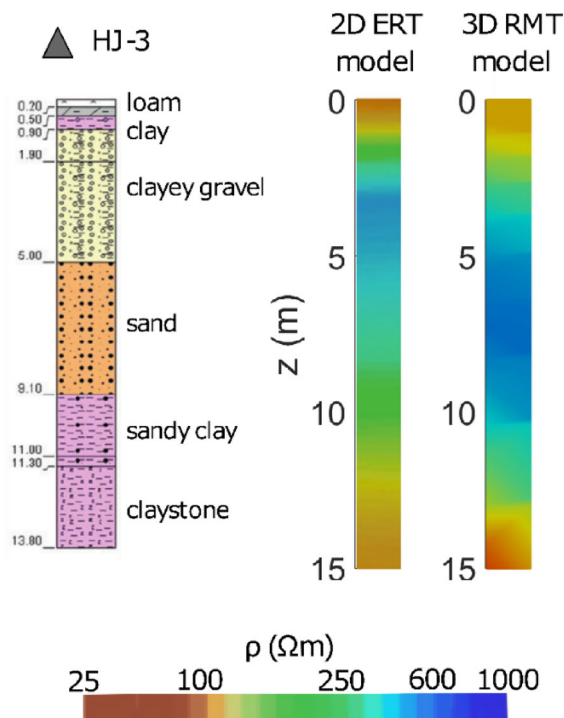 HJ-3
2D ERT
model
3D RMT
model
0.20
0.50
0.90
1.90
5.00
9.10
11.00
11.30
13.80
loam
clay
clayey gravel
sand
sandy clay
claystone
z (m)
0
5
10
15
0
5
10
15
ρ (Ωm)
25 100 250 600 1000